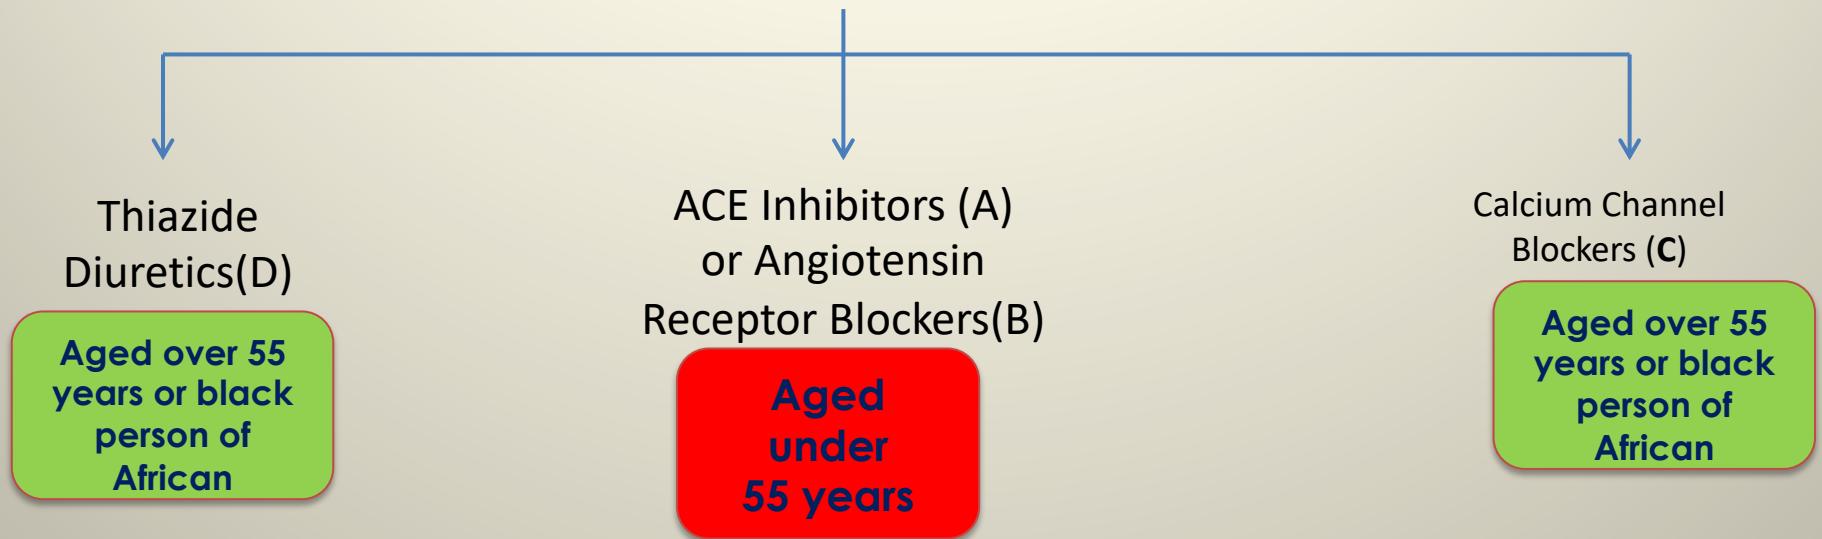 Thiazide
Diuretics(D)
Aged over 55
years or black
person of
African
ACE Inhibitors (A)
or Angiotensin
Receptor Blockers(B)
Aged
under
55 years
Calcium Channel
Blockers (C)
Aged over 55
years or black
person of
African